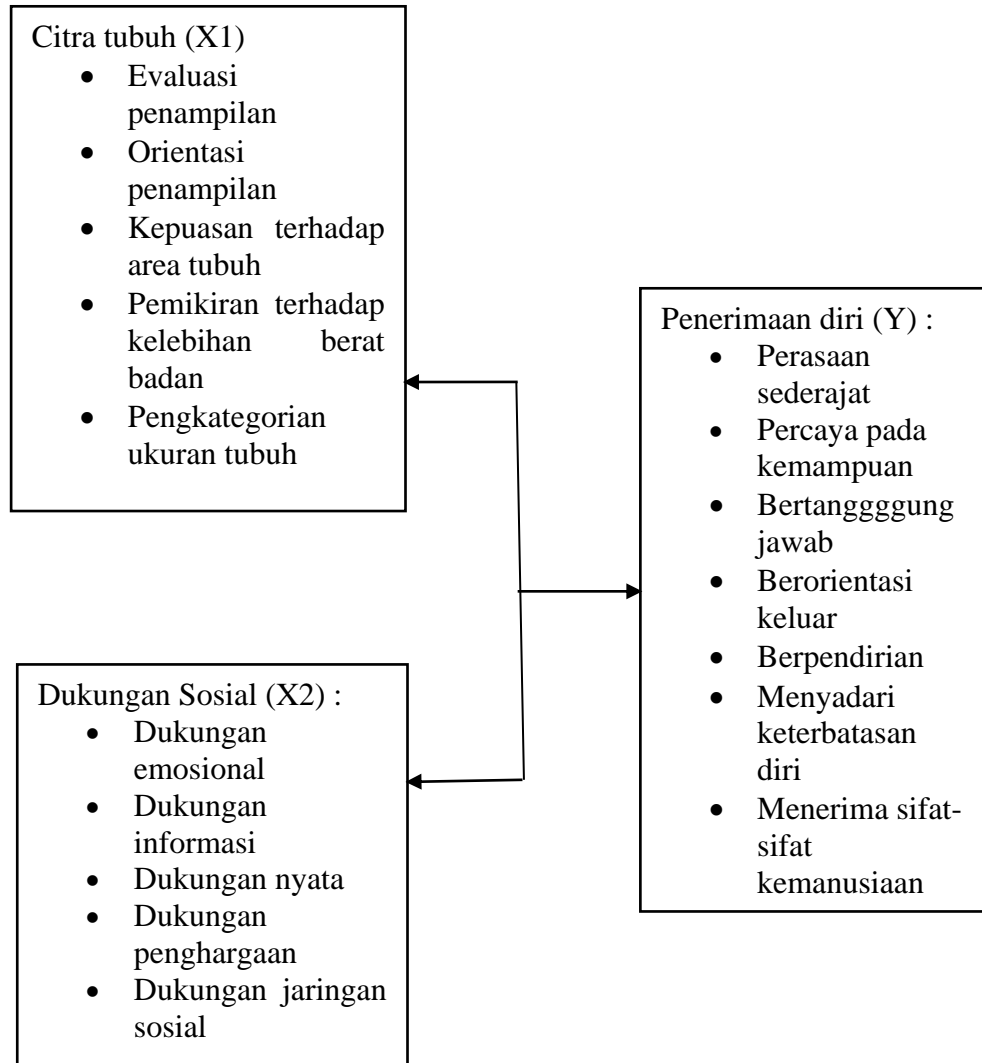 Citra tubuh (X1)
• Evaluasi
penampilan
• Orientasi
penampilan
• Kepuasan terhadap
area tubuh
• Pemikiran terhadap
kelebihan berat
badan
• Pengkategorian
ukuran tubuh
Dukungan Sosial (X2) :
• Dukungan
emosional
• Dukungan
informasi
• Dukungan nyata
• Dukungan
penghargaan
• Dukungan jaringan
sosial
Penerimaan diri (Y) :
• Perasaan
sederajat
• Percaya pada
kemampuan
• Bertanggggung
jawab
• Berorientasi
keluar
• Berpendirian
• Menyadari
keterbatasan
diri
• Menerima sifat-
sifat
kemanusiaan